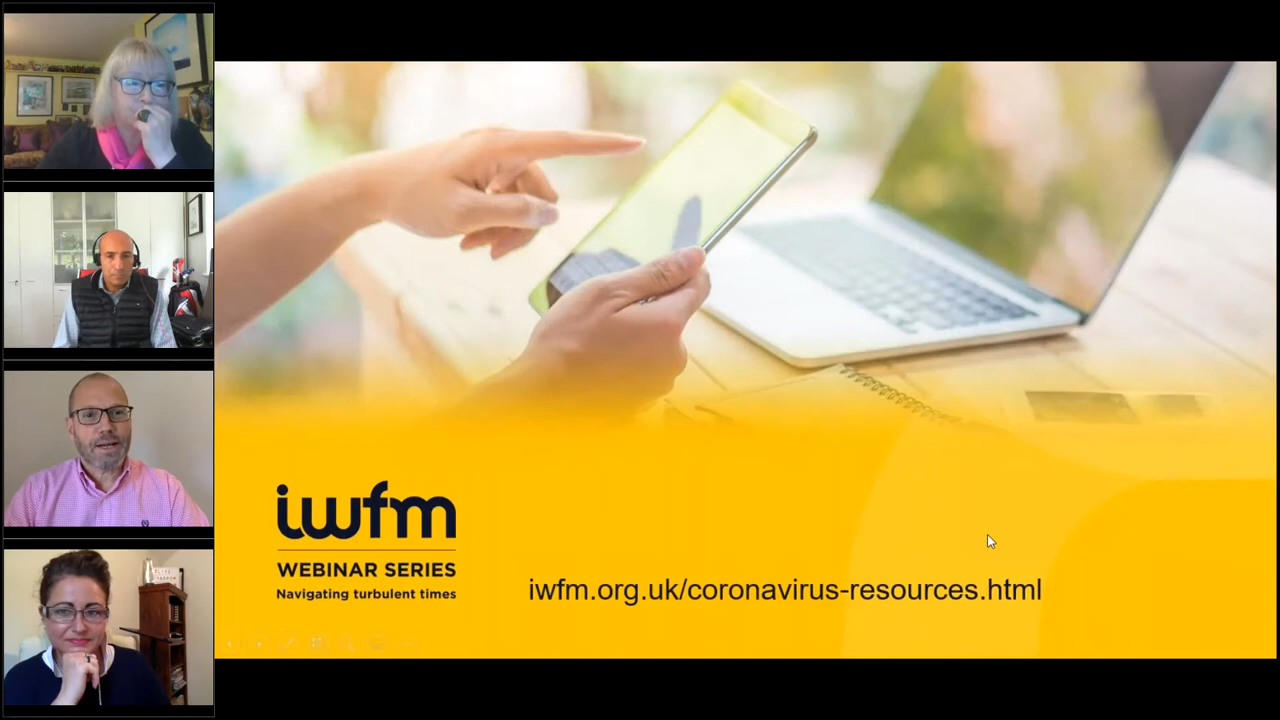 iwfm
WEBINAR SERIES
Navigating turbulent times
iwfm.org.uk/coronavirus-resources.html